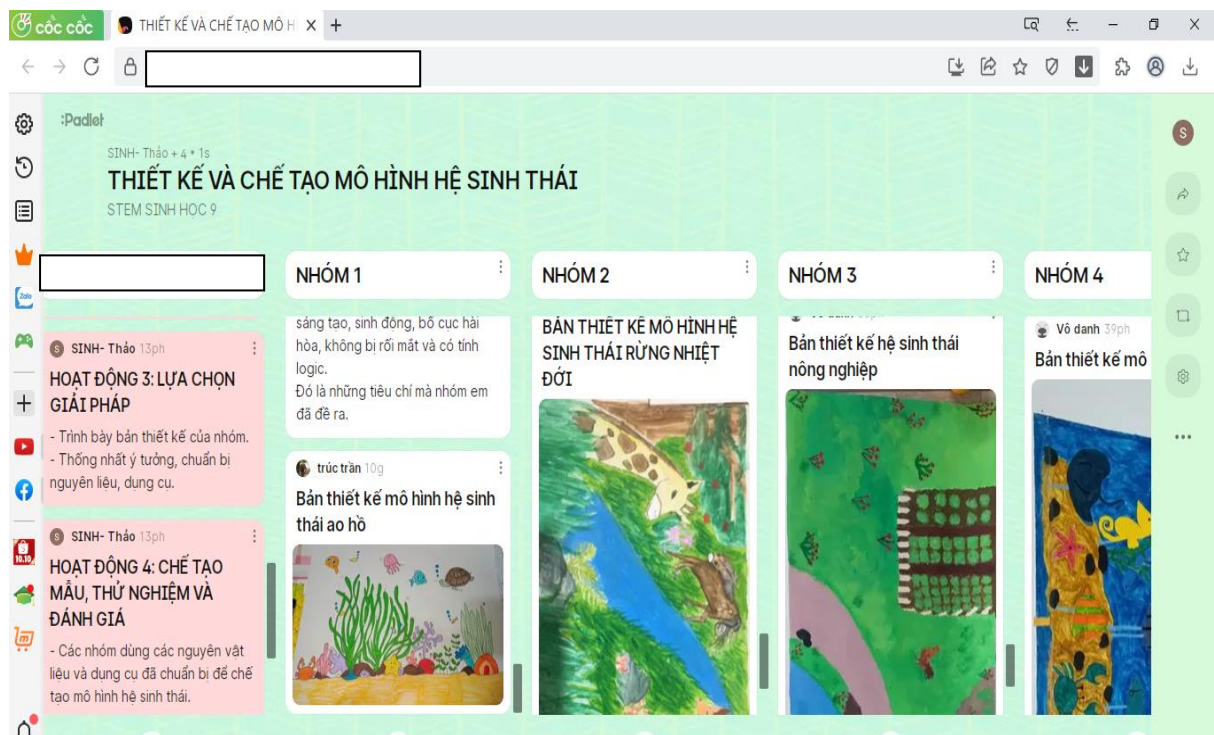 cốc cốc
THIẾT KẾ VÀ CHẾ TẠO MÔ H
:Padlet
SINH- Thảo + 4 • 1s
THIẾT KẾ VÀ CHẾ TẠO MÔ HÌNH HỆ SINH THÁI
STEM SINH HỌC 9
S
Zalo
10.10
SINH- Thảo 13ph
HOẠT ĐỘNG 3: LỰA CHỌN
GIẢI PHÁP
- Trình bày bản thiết kế của nhóm.
- Thống nhất ý tưởng, chuẩn bị
nguyên liệu, dụng cụ.
SINH- Thảo 13ph
HOẠT ĐỘNG 4: CHẾ TẠO
MẪU, THỬ NGHIỆM VÀ
ĐÁNH GIÁ
- Các nhóm dùng các nguyên vật
liệu và dụng cụ đã chuẩn bị để chế
tạo mô hình hệ sinh thái.
NHÓM 1
sáng tạo, sinh động, bố cục hài
hòa, không bị rối mắt và có tính
logic.
Đó là những tiêu chí mà nhóm em
đã đề ra.
trúc trần 10g
Bản thiết kế mô hình hệ sinh
thái ao hồ
NHÓM 2
BẢN THIẾT KẾ MÔ HÌNH HỆ
SINH THÁI RỪNG NHIỆT
ĐỚI
NHÓM 3
Bản thiết kế hệ sinh thái
nông nghiệp
NHÓM 4
Vô danh 39ph
Bản thiết kế mô